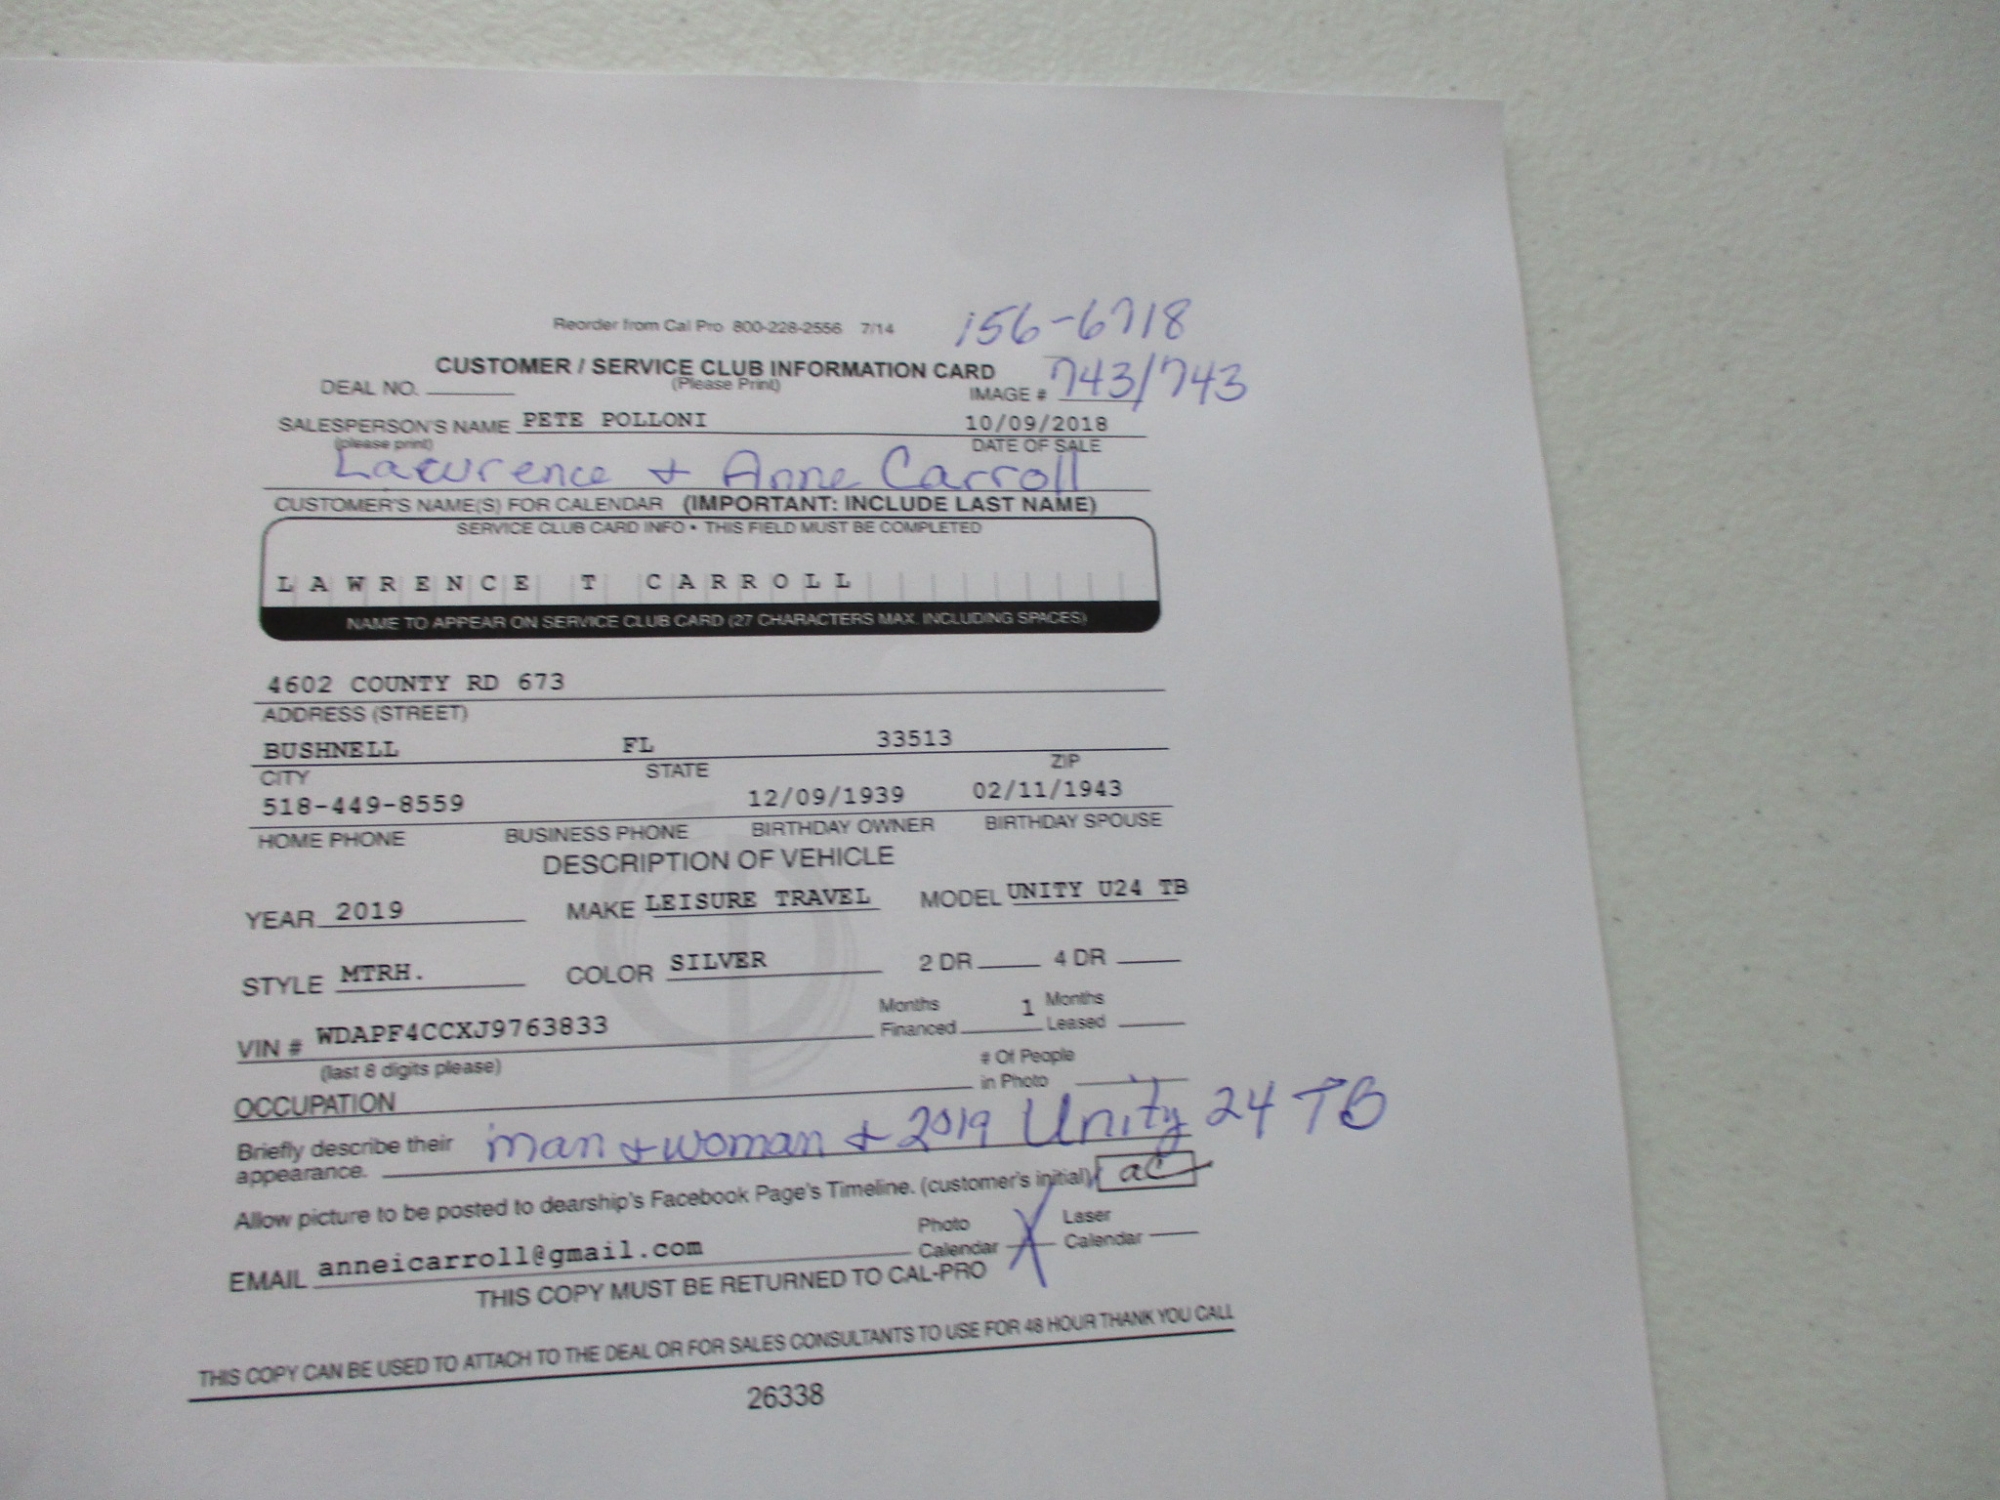 Reorder from Cal Pro 800-228-2556 7/14 156-6718
CUSTOMER / SERVICE CLUB INFORMATION CARD
(Please Print)
DEAL NO. IMAGE # 743/743
SALESPERSON'S NAME PETE POLLONI 10/09/2018
(please print) DATE OF SALE
Lawrence + Anne Carroll
CUSTOMER'S NAME(S) FOR CALENDAR (IMPORTANT: INCLUDE LAST NAME)
SERVICE CLUB CARD INFO • THIS FIELD MUST BE COMPLETED
LAWRENCE T CARROLL
NAME TO APPEAR ON SERVICE CLUB CARD (27 CHARACTERS MAX. INCLUDING SPACES)
4602 COUNTY RD 673
ADDRESS (STREET)
BUSHNELL FL 33513
CITY STATE ZIP
518-449-8559 12/09/1939 02/11/1943
HOME PHONE BUSINESS PHONE BIRTHDAY OWNER BIRTHDAY SPOUSE
DESCRIPTION OF VEHICLE
YEAR 2019 MAKE LEISURE TRAVEL MODEL UNITY U24 TB
STYLE MTRH. COLOR SILVER 2 DR 4 DR
VIN # WDAPF4CCXJ9763833 Months Financed 1 Months Leased
(last 8 digits please)
OCCUPATION # Of People in Photo
Briefly describe their appearance. man + woman + 2019 Unity 24 TB
Allow picture to be posted to dearship's Facebook Page's Timeline. (customer's initial) aC
EMAIL anneicarroll@gmail.com Photo Calendar X Laser Calendar
THIS COPY MUST BE RETURNED TO CAL-PRO
THIS COPY CAN BE USED TO ATTACH TO THE DEAL OR FOR SALES CONSULTANTS TO USE FOR 48 HOUR THANK YOU CALL
26338